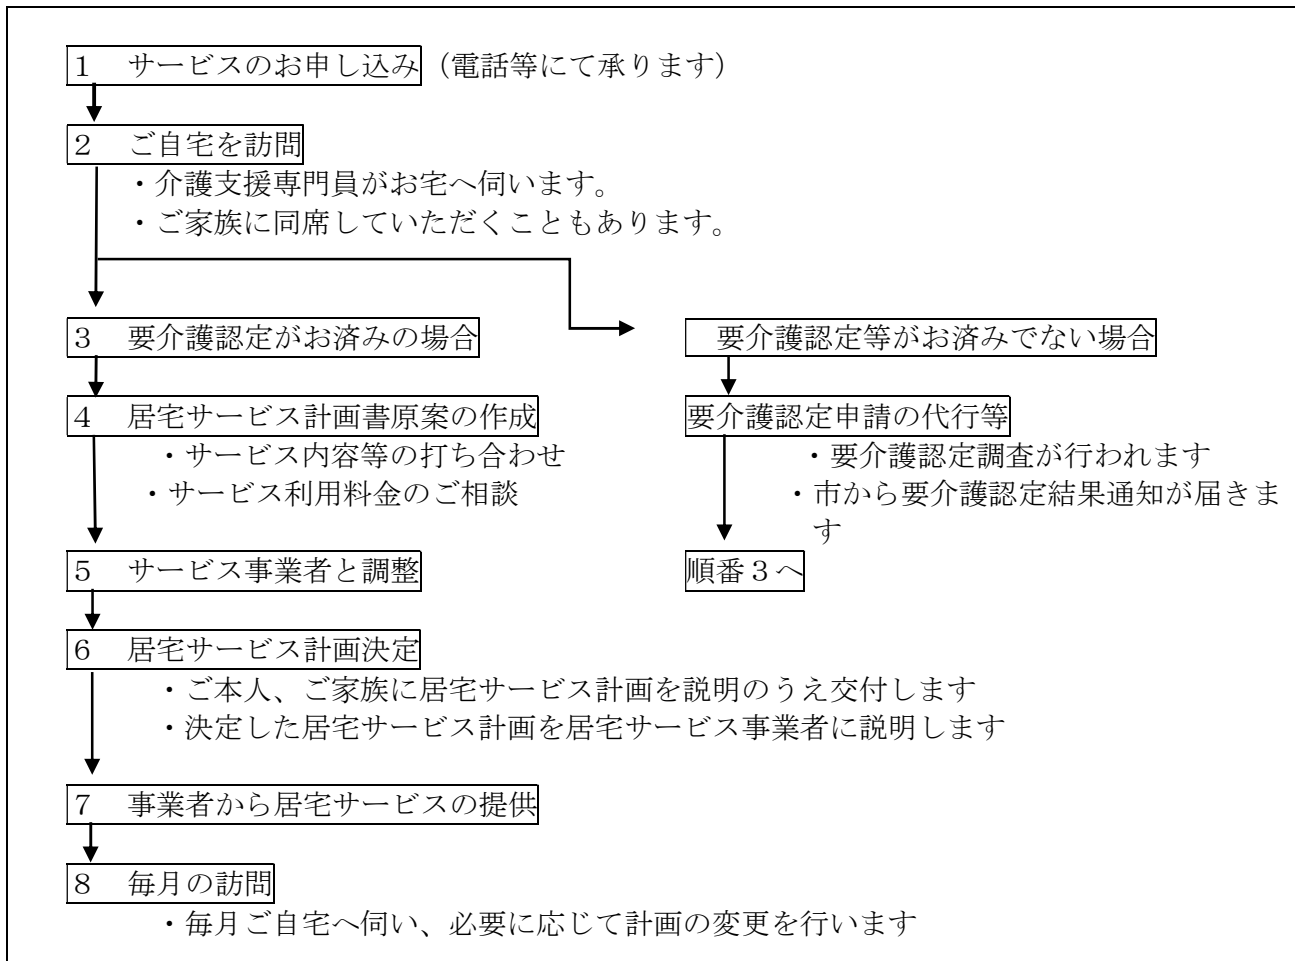 １　サービスのお申し込み（電話等にて承ります）
２　ご自宅を訪問
・介護支援専門員がお宅へ伺います。
・ご家族に同席していただくこともあります。
３　要介護認定がお済みの場合
要介護認定等がお済みでない場合
４　居宅サービス計画書原案の作成
・サービス内容等の打ち合わせ
・サービス利用料金のご相談
要介護認定申請の代行等
・要介護認定調査が行われます
・市から要介護認定結果通知が届きま
す
順番３へ
５　サービス事業者と調整
６　居宅サービス計画決定
・ご本人、ご家族に居宅サービス計画を説明のうえ交付します
・決定した居宅サービス計画を居宅サービス事業者に説明します
７　事業者から居宅サービスの提供
８　毎月の訪問
・毎月ご自宅へ伺い、必要に応じて計画の変更を行います